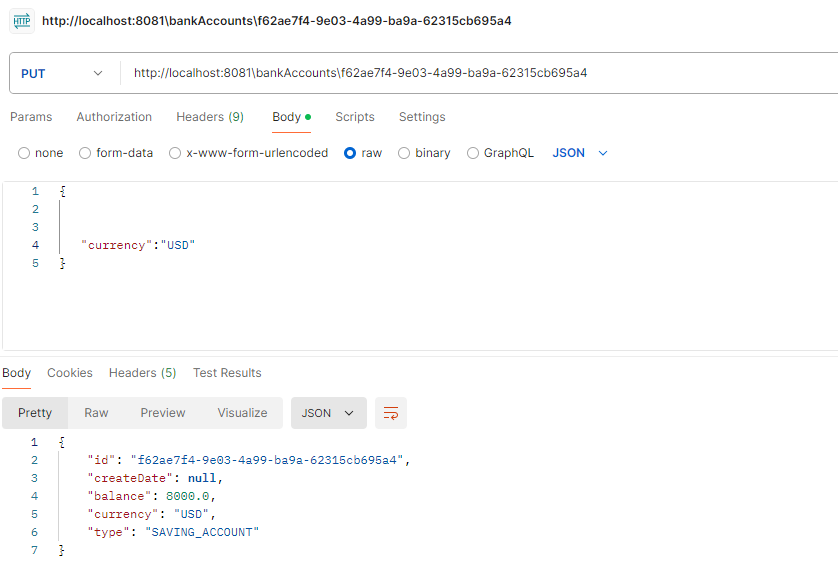 HTTP http://localhost:8081\bankAccounts\f62ae7f4-9e03-4a99-ba9a-62315cb695a4
PUT http://localhost:8081\bankAccounts\f62ae7f4-9e03-4a99-ba9a-62315cb695a4
Params Authorization Headers (9) Body Scripts Settings
none form-data x-www-form-urlencoded raw binary GraphQL JSON
1 {
2
3
4 "currency":"USD"
5 }
Body Cookies Headers (5) Test Results
Pretty Raw Preview Visualize JSON
1 {
2 "id": "f62ae7f4-9e03-4a99-ba9a-62315cb695a4",
3 "createDate": null,
4 "balance": 8000.0,
5 "currency": "USD",
6 "type": "SAVING_ACCOUNT"
7 }